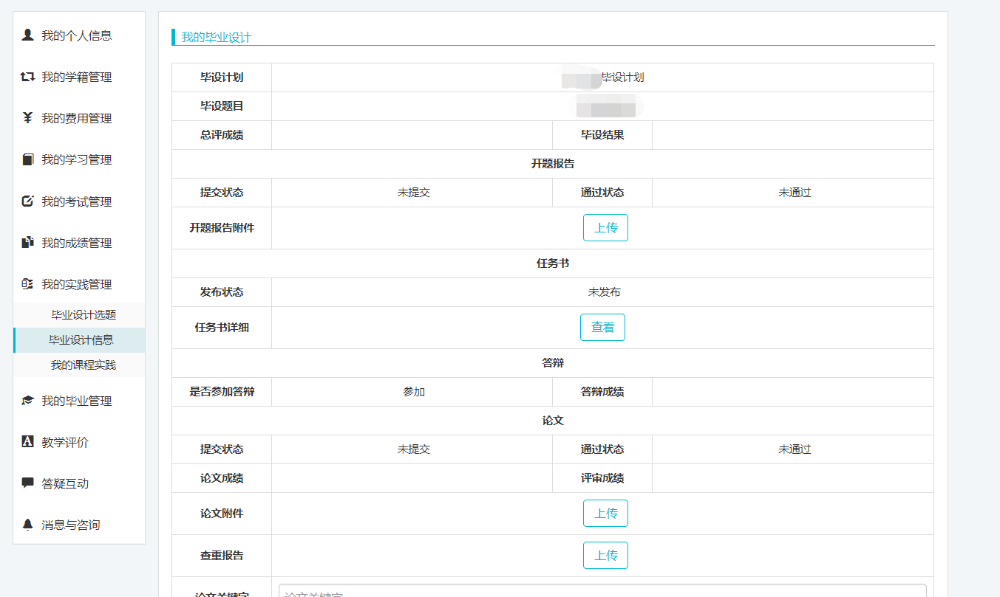 我的个人信息
我的学籍管理
我的费用管理
我的学习管理
我的考试管理
我的成绩管理
我的实践管理
毕业设计选题
毕业设计信息
我的课程实践
我的毕业管理
教学评价
答疑互动
消息与咨询
我的毕业设计
毕设计划 毕设计划
毕设题目
总评成绩 毕设结果
开题报告
提交状态 未提交 通过状态 未通过
开题报告附件 上传
任务书
发布状态 未发布
任务书详细 查看
答辩
是否参加答辩 参加 答辩成绩
论文
提交状态 未提交 通过状态 未通过
论文成绩 评审成绩
论文附件 上传
查重报告 上传
论文关键字 论文关键字